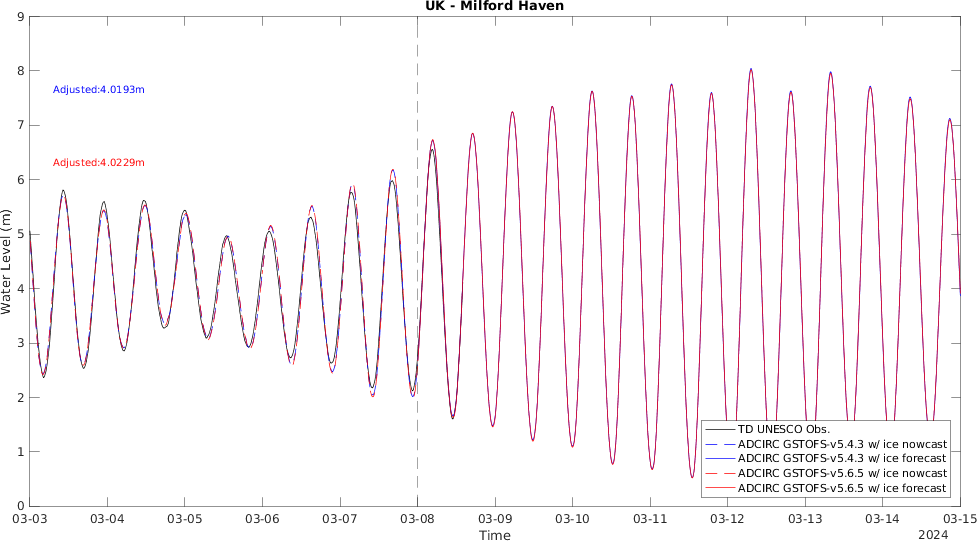 UK - Milford Haven
9
8
7
6
5
4
3
2
1
0
Water Level (m)
Adjusted:4.0193m
Adjusted:4.0229m
TD UNESCO Obs.
ADCIRC GSTOFS-v5.4.3 w/ ice nowcast
ADCIRC GSTOFS-v5.4.3 w/ ice forecast
ADCIRC GSTOFS-v5.6.5 w/ ice nowcast
ADCIRC GSTOFS-v5.6.5 w/ ice forecast
03-03 03-04 03-05 03-06 03-07 03-08 03-09 03-10 03-11 03-12 03-13 03-14 03-15
Time
2024